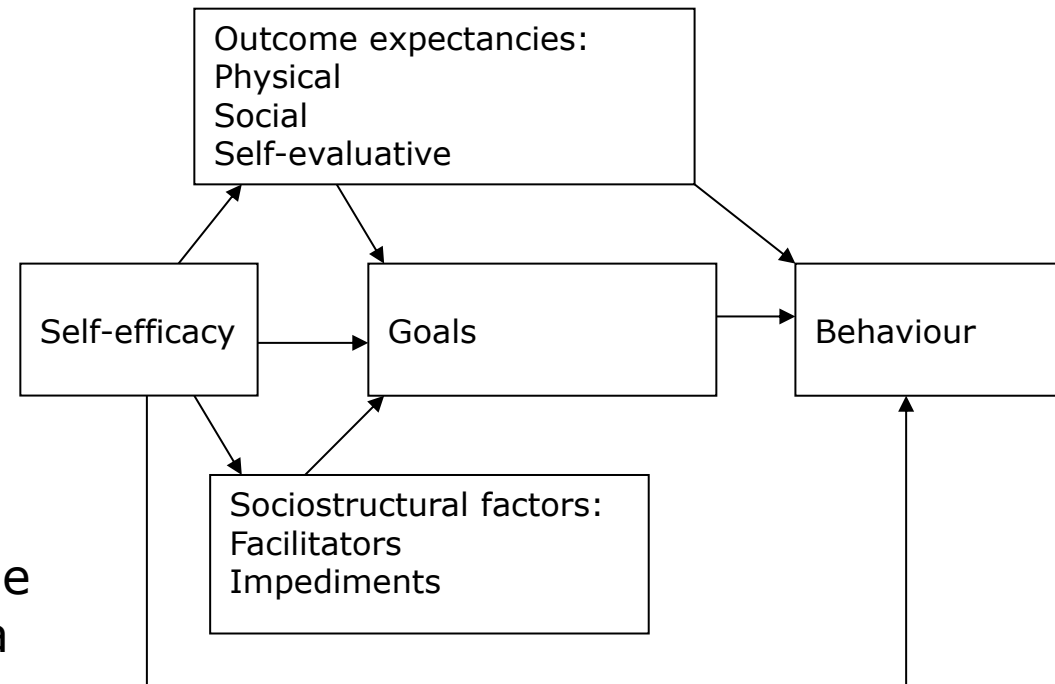 Outcome expectancies:
Physical
Social
Self-evaluative
Self-efficacy
Goals
Behaviour
Sociostructural factors:
Facilitators
Impediments
e
a